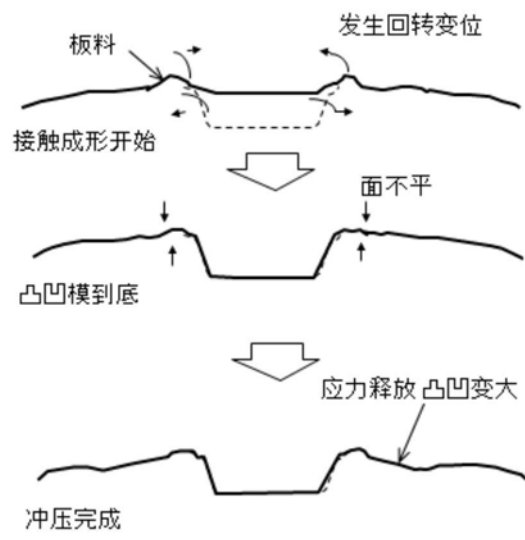 发生回转变位
板料
接触成形开始
面不平
凸凹模到底
应力释放 凸凹变大
冲压完成